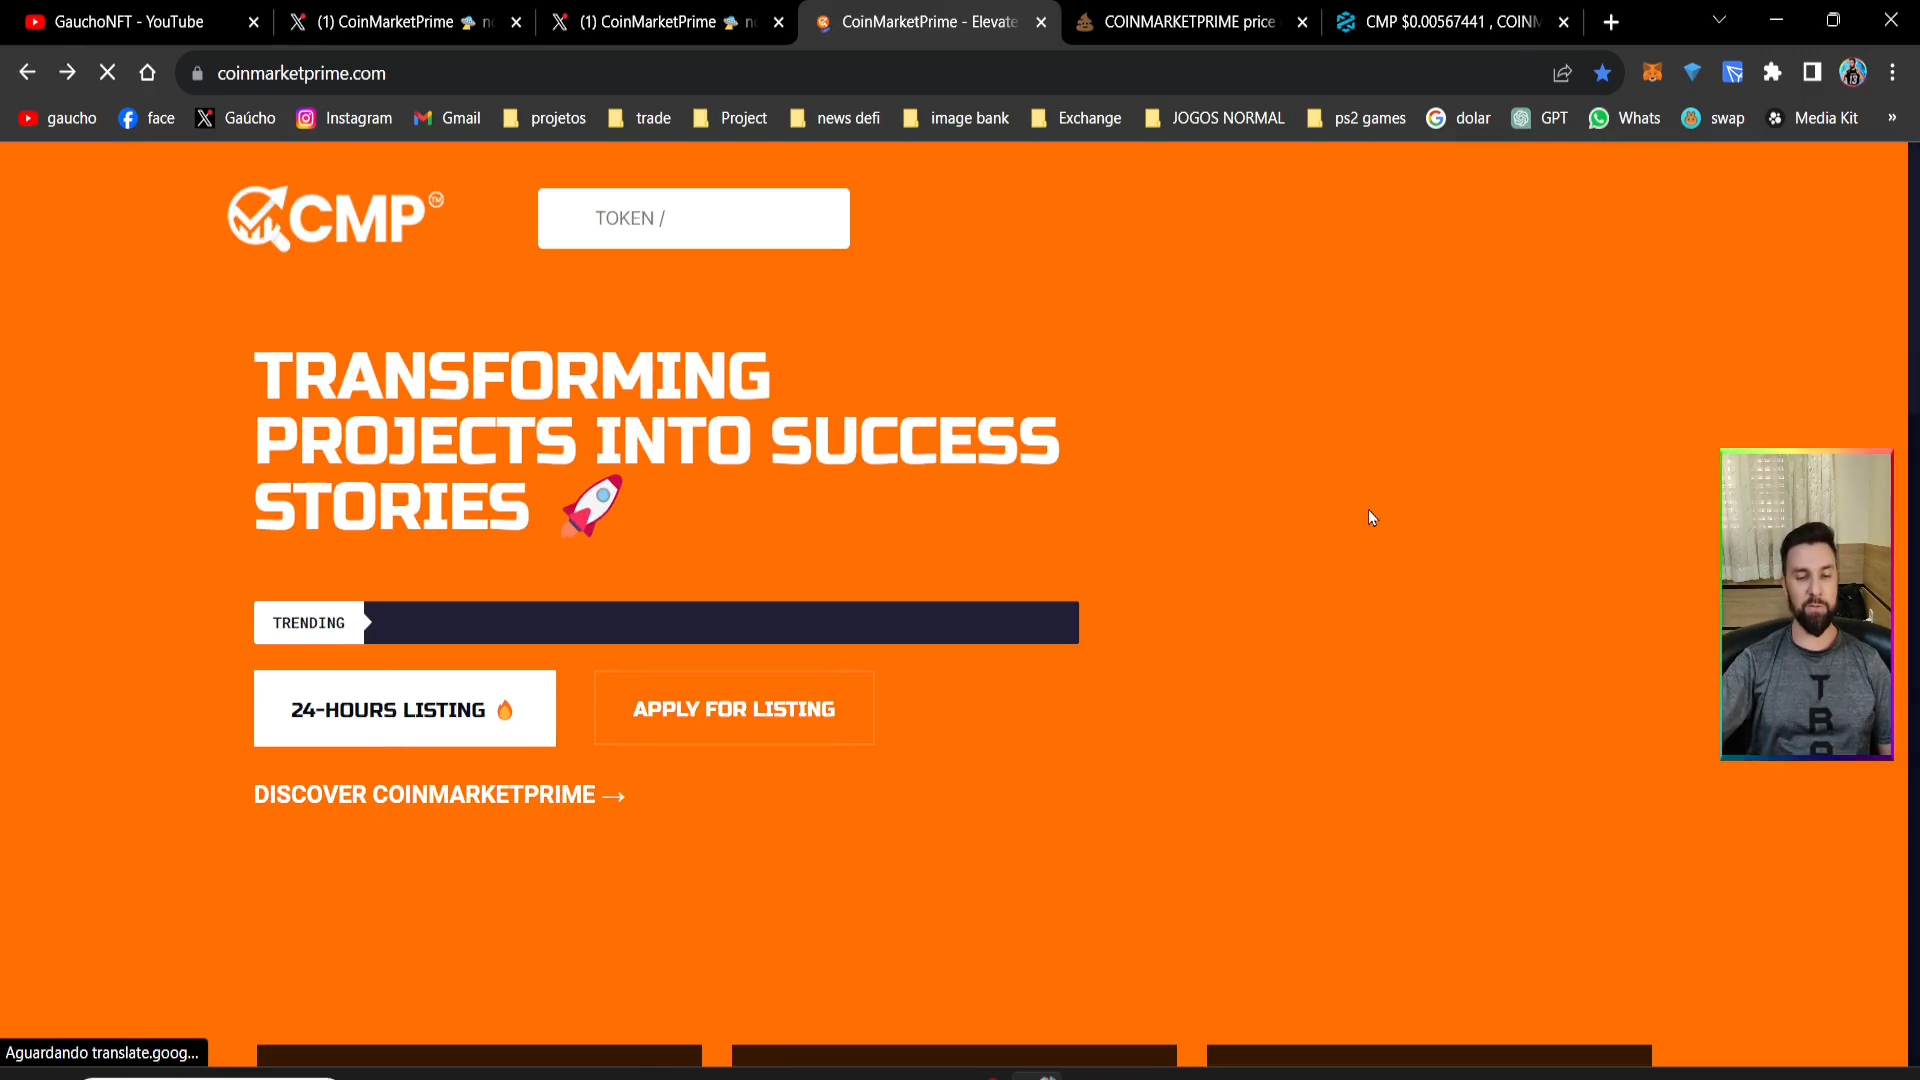 GauchoNFT - YouTube
(1) CoinMarketPrime
(1) CoinMarketPrime
CoinMarketPrime - Elevate
COINMARKETPRIME price
CMP $0.00567441 , COINM
coinmarketprime.com
gaucho
face
Gaúcho
Instagram
Gmail
projetos
trade
Project
news defi
image bank
Exchange
JOGOS NORMAL
ps2 games
dolar
GPT
Whats
swap
Media Kit
»
CMP TM
TOKEN /
TRANSFORMING
PROJECTS INTO SUCCESS
STORIES 🚀
TRENDING
24-HOURS LISTING 🔥
APPLY FOR LISTING
DISCOVER COINMARKETPRIME →
Aguardando translate.goog...